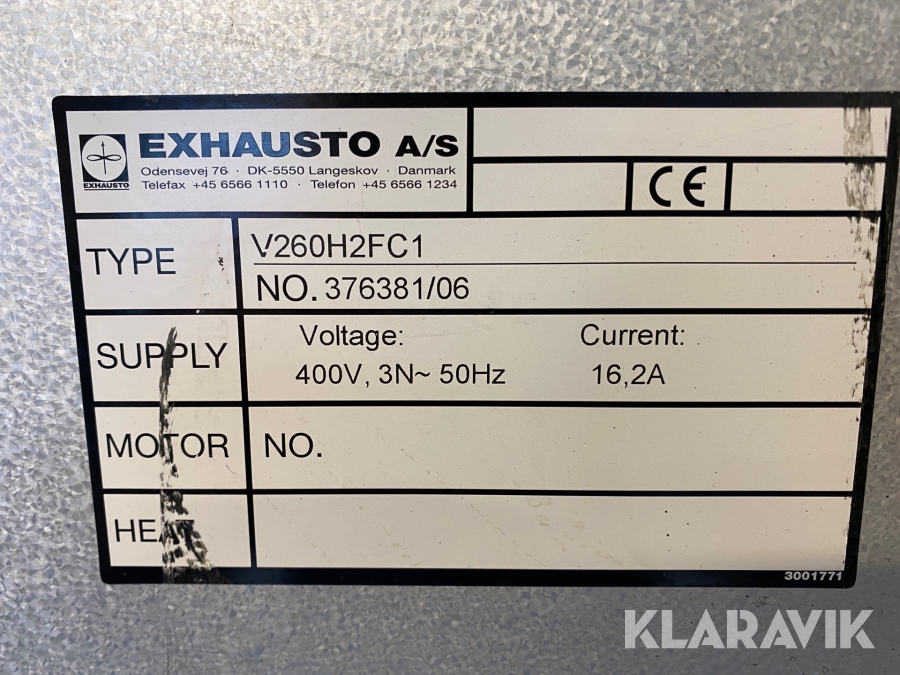 EXHAUSTO A/S
Odensevej 76 · DK-5550 Langeskov · Danmark
Telefax +45 6566 1110 · Telefon +45 6566 1234
EXHAUSTO
CE
TYPE
V260H2FC1
NO. 376381/06
SUPPLY
Voltage:
Current:
400V, 3N~ 50Hz
16,2A
MOTOR
NO.
HEAT
3001771
KLARAVIK